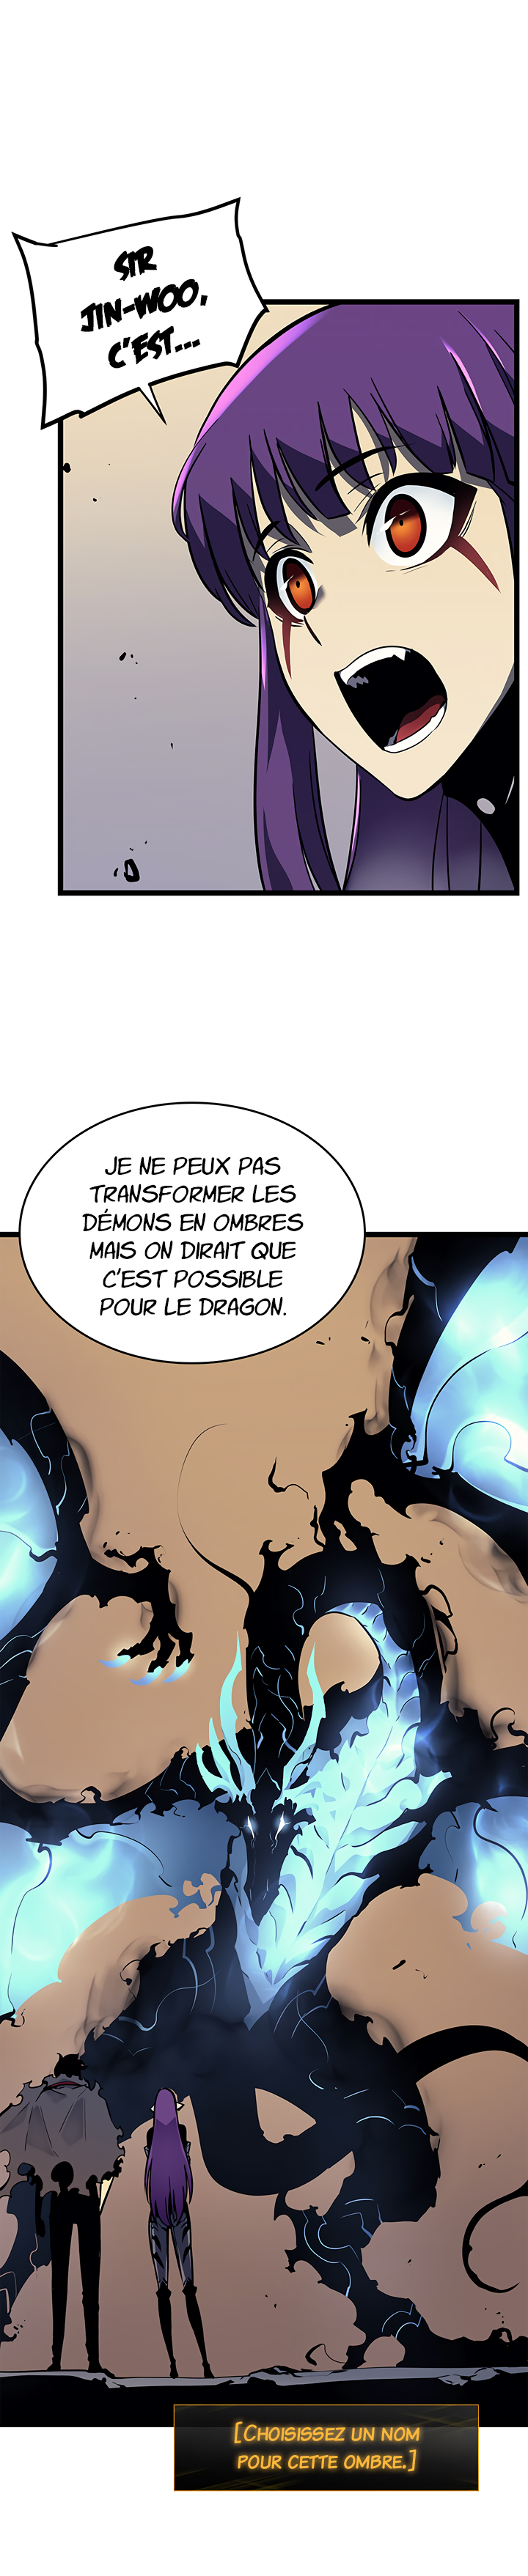 SIR
JIN-WOO,
C'EST...
JE NE PEUX PAS
TRANSFORMER LES
DÉMONS EN OMBRES
MAIS ON DIRAIT QUE
C'EST POSSIBLE
POUR LE DRAGON.
[CHOISISSEZ UN NOM
POUR CETTE OMBRE.]